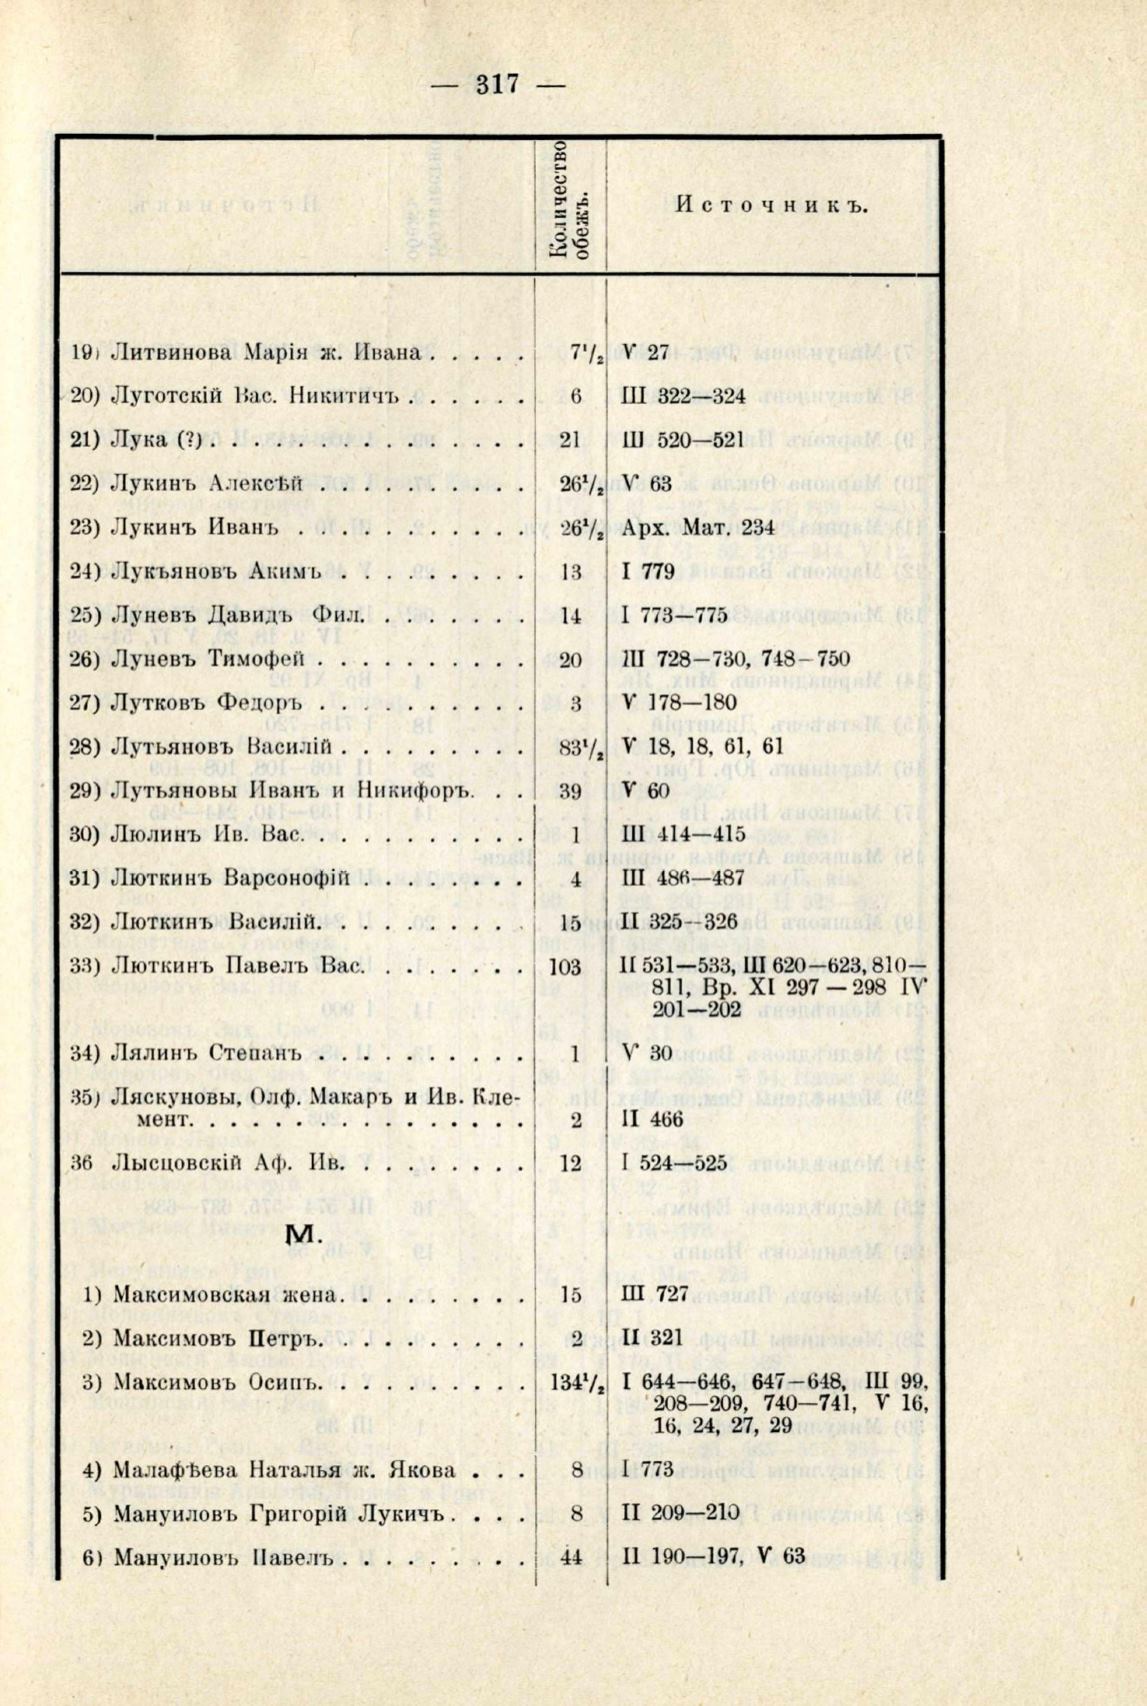 — 317 —
Количество обежъ.
Источникъ.
19) Литвинова Марія ж. Ивана . . . . . 7¹/₂ V 27
20) Луготскій Вас. Никитичъ . . . . . . 6 III 322—324
21) Лука (?) . . . . . . . . . . . . . . 21 III 520—521
22) Лукинъ Алексѣй . . . . . . . . . . 26¹/₂ V 63
23) Лукинъ Иванъ . . . . . . . . . . . 26¹/₂ Арх. Мат. 234
24) Лукъяновъ Акимъ . . . . . . . . . 13 I 779
25) Луневъ Давидъ Фил. . . . . . . . 14 I 773—775
26) Луневъ Тимофей . . . . . . . . . . 20 III 728—730, 748—750
27) Лутковъ Федоръ . . . . . . . . . . 3 V 178—180
28) Лутьяновъ Василій . . . . . . . . . 83¹/₂ V 18, 18, 61, 61
29) Лутьяновы Иванъ и Никифоръ. . . 39 V 60
30) Люлинъ Ив. Вас. . . . . . . . . . 1 III 414—415
31) Люткинъ Варсонофій . . . . . . . . 4 III 486—487
32) Люткинъ Василій. . . . . . . . . . 15 II 325—326
33) Люткинъ Павелъ Вас. . . . . . . . 103 II 531—533, III 620—623, 810—
811, Вр. XI 297 — 298 IV
201—202
34) Лялинъ Степанъ . . . . . . . . . . 1 V 30
35) Ляскуновы, Олф. Макаръ и Ив. Кле-
мент. . . . . . . . . . . . . . . . 2 II 466
36 Лысцовскій Аф. Ив. . . . . . . . . 12 I 524—525
М.
1) Максимовская жена. . . . . . . . . 15 III 727
2) Максимовъ Петръ. . . . . . . . . . 2 II 321
3) Максимовъ Осипъ. . . . . . . . . . 134¹/₂ I 644—646, 647—648, III 99,
208—209, 740—741, V 16,
16, 24, 27, 29
4) Малафѣева Наталья ж. Якова . . . 8 I 773
5) Мануиловъ Григорій Лукичъ . . . . 8 II 209—210
6) Мануиловъ Павелъ . . . . . . . . . 44 II 190—197, V 63